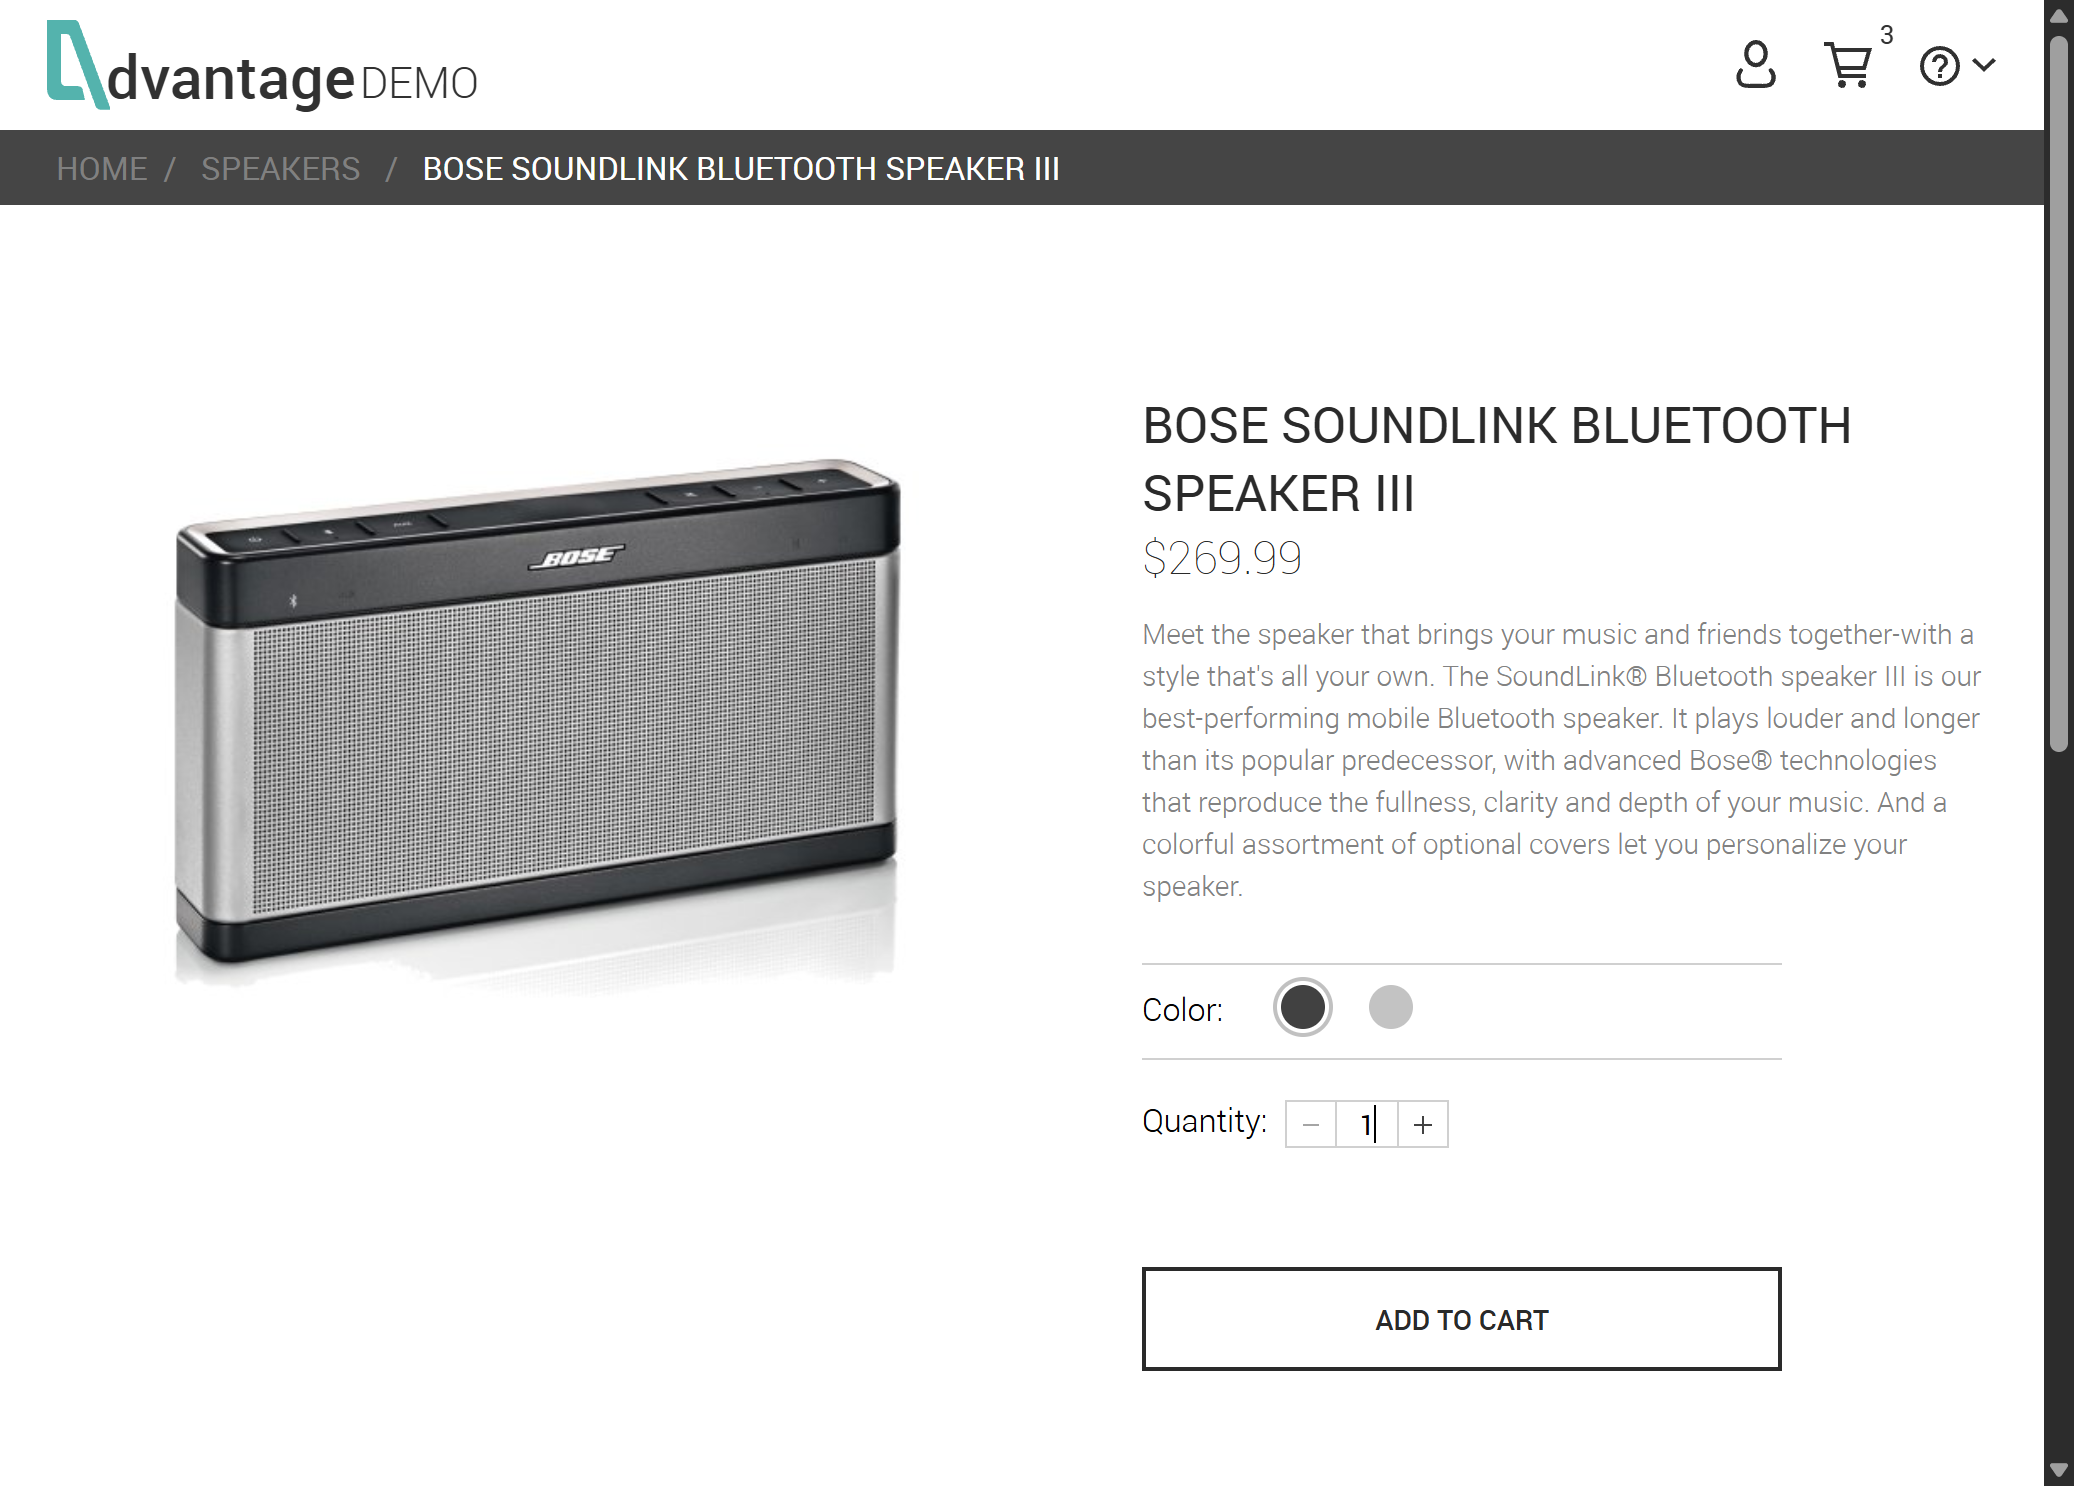 dvantage DEMO
3
HOME / SPEAKERS / BOSE SOUNDLINK BLUETOOTH SPEAKER III
BOSE
BOSE SOUNDLINK BLUETOOTH
SPEAKER III
$269.99
Meet the speaker that brings your music and friends together-with a
style that's all your own. The SoundLink® Bluetooth speaker III is our
best-performing mobile Bluetooth speaker. It plays louder and longer
than its popular predecessor, with advanced Bose® technologies
that reproduce the fullness, clarity and depth of your music. And a
colorful assortment of optional covers let you personalize your
speaker.
Color:
Quantity: − 1 +
ADD TO CART